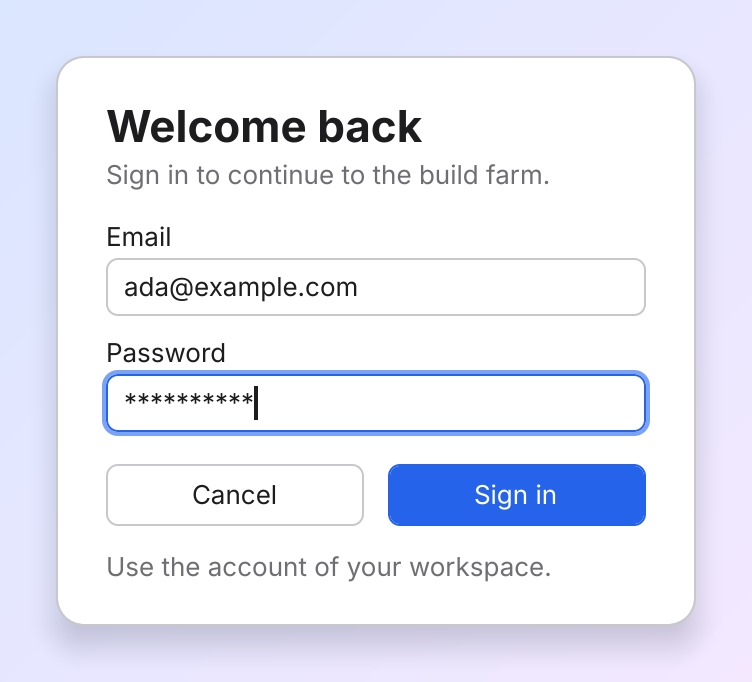 Welcome back
Sign in to continue to the build farm.
Email
ada@example.com
Password
**********
Cancel
Sign in
Use the account of your workspace.